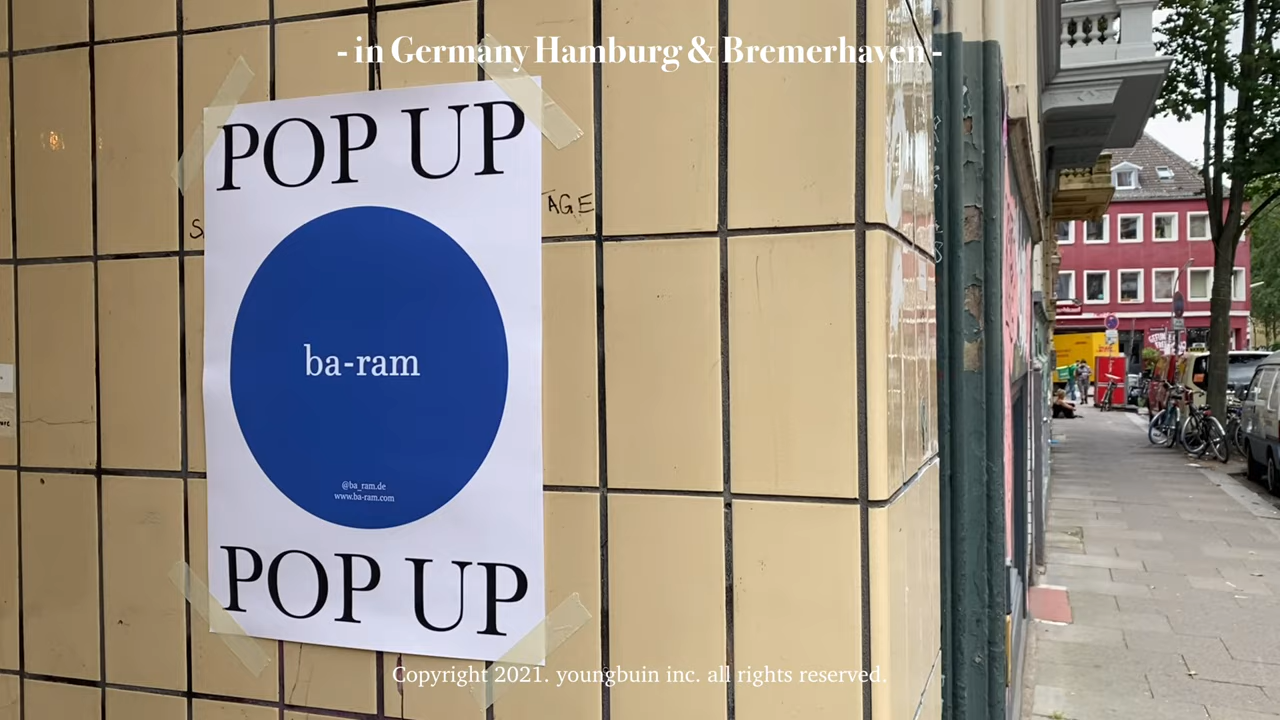 - in Germany Hamburg & Bremerhaven -
POP UP
AGE
ba-ram
@ba_ram.de
www.ba-ram.com
POP UP
Copyright 2021. youngbuin inc. all rights reserved.